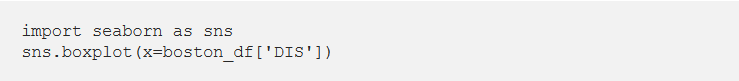 import seaborn as sns
sns.boxplot(x=boston_df['DIS'])